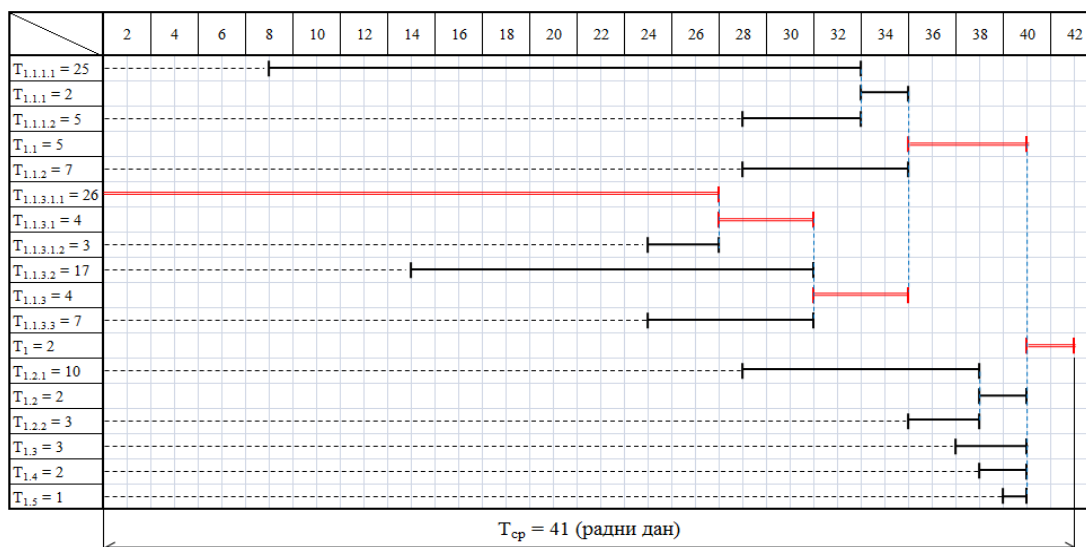 2 4 6 8 10 12 14 16 18 20 22 24 26 28 30 32 34 36 38 40 42
T1.1.1.1 = 25
T1.1.1 = 2
T1.1.1.2 = 5
T1.1 = 5
T1.1.2 = 7
T1.1.3.1.1 = 26
T1.1.3.1 = 4
T1.1.3.1.2 = 3
T1.1.3.2 = 17
T1.1.3 = 4
T1.1.3.3 = 7
T1 = 2
T1.2.1 = 10
T1.2 = 2
T1.2.2 = 3
T1.3 = 3
T1.4 = 2
T1.5 = 1
Tср = 41 (радни дан)